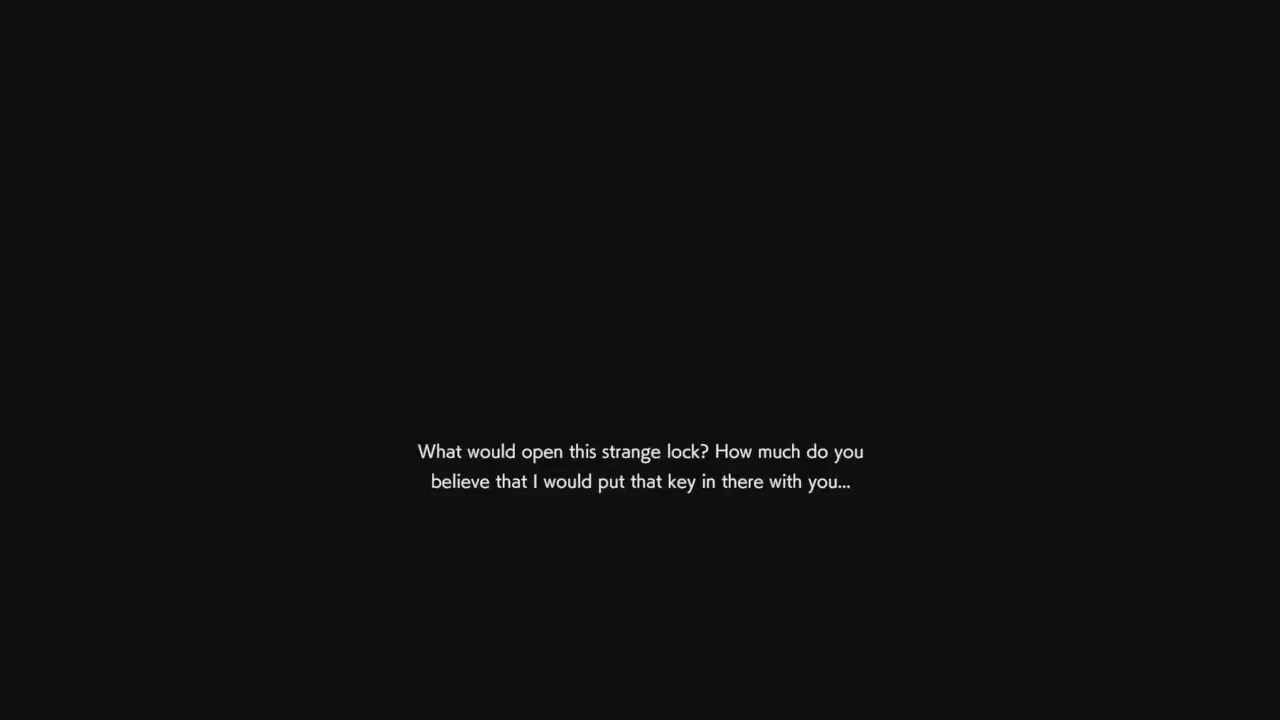 What would open this strange lock? How much do you
believe that I would put that key in there with you...